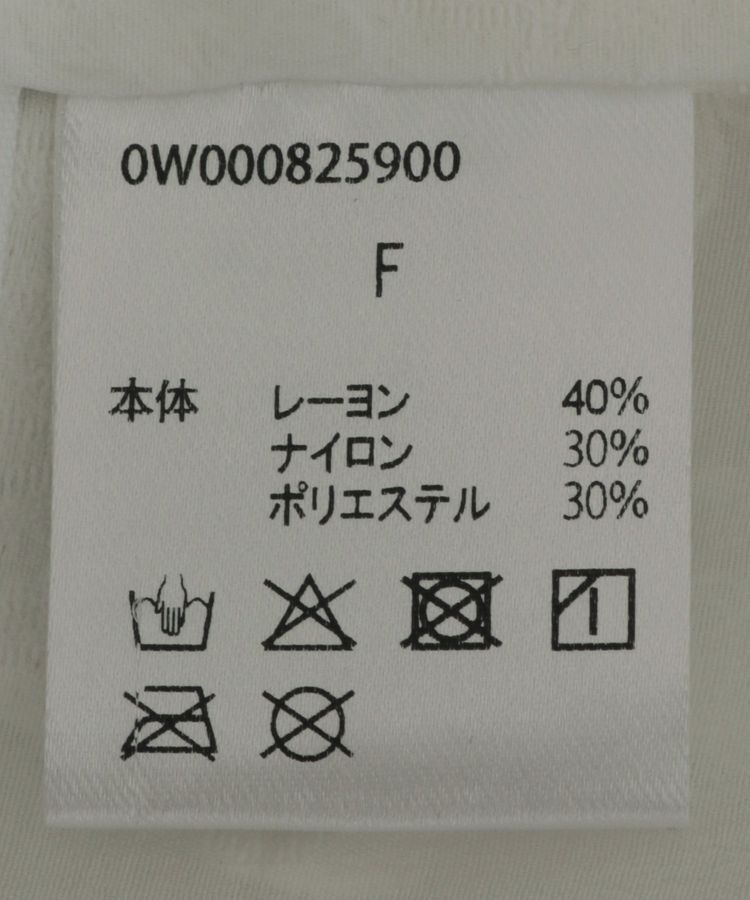 0W000825900
F
本体 レーヨン 40%
ナイロン 30%
ポリエステル 30%